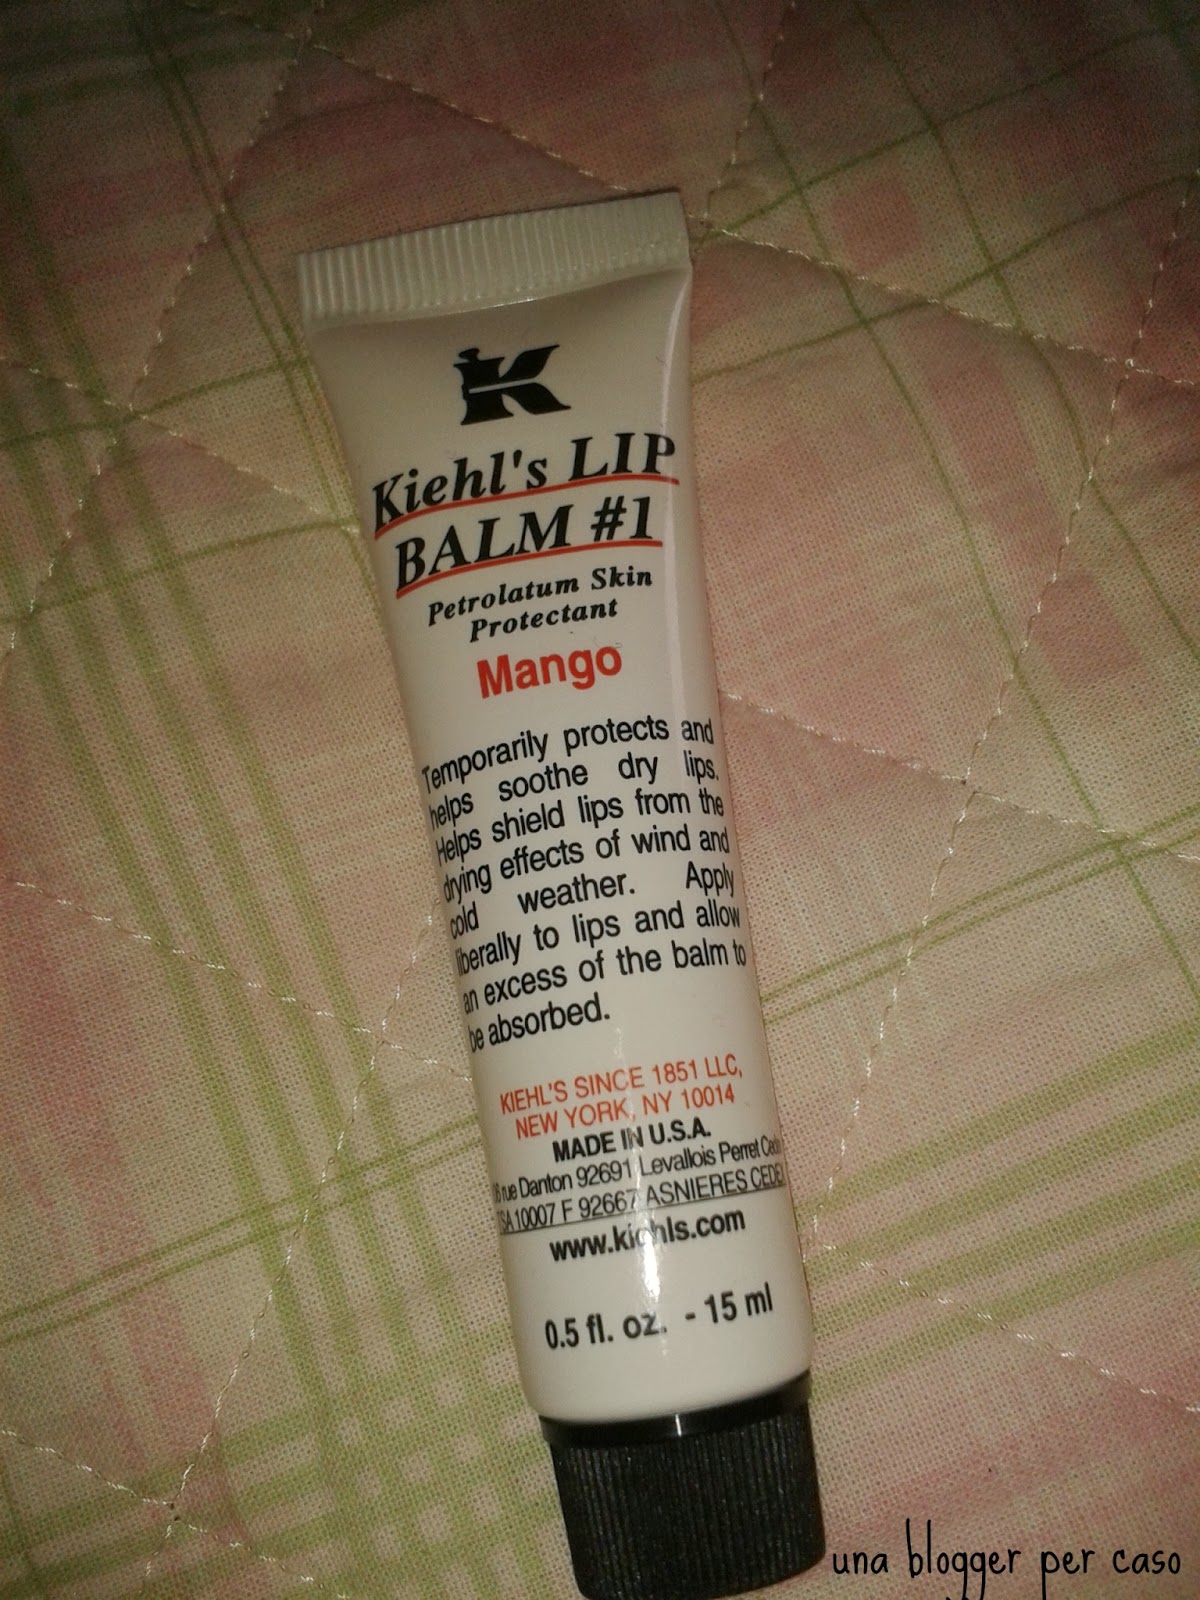 K
Kiehl's LIP
BALM #1
Petrolatum Skin
Protectant
Mango
Temporarily protects and
helps soothe dry lips.
Helps shield lips from the
drying effects of wind and
cold weather. Apply
liberally to lips and allow
an excess of the balm to
be absorbed.
KIEHL'S SINCE 1851 LLC,
NEW YORK, NY 10014
MADE IN U.S.A.
rue Danton 92691 Levallois Perret
10007 F 92667 ASNIERES
www.kiehls.com
0.5 fl. oz. - 15 ml
una blogger per caso